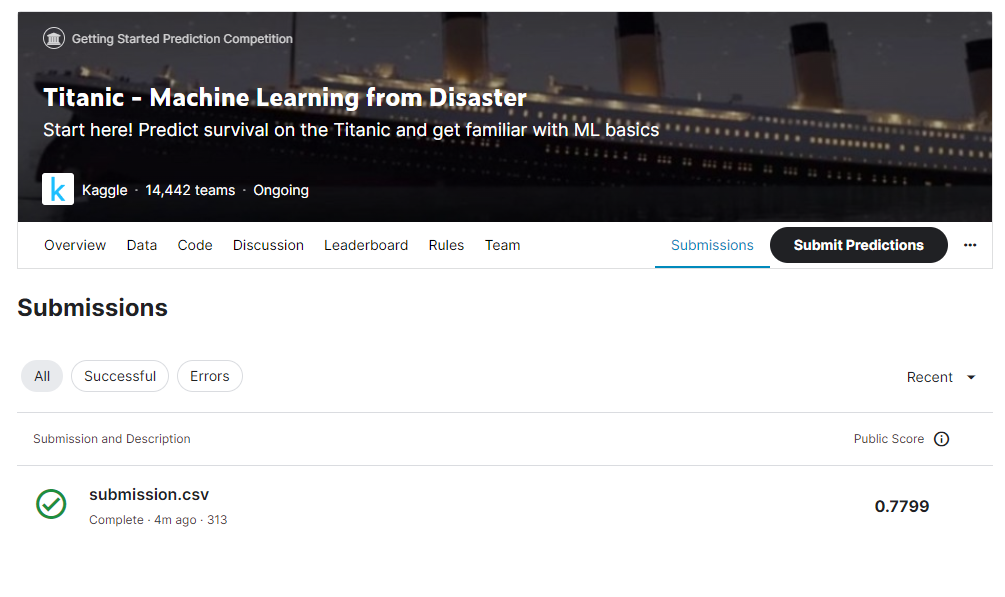 Getting Started Prediction Competition
Titanic - Machine Learning from Disaster
Start here! Predict survival on the Titanic and get familiar with ML basics
k Kaggle · 14,442 teams · Ongoing
Overview Data Code Discussion Leaderboard Rules Team Submissions Submit Predictions ...
Submissions
All Successful Errors Recent
Submission and Description Public Score
submission.csv
Complete · 4m ago · 313
0.7799